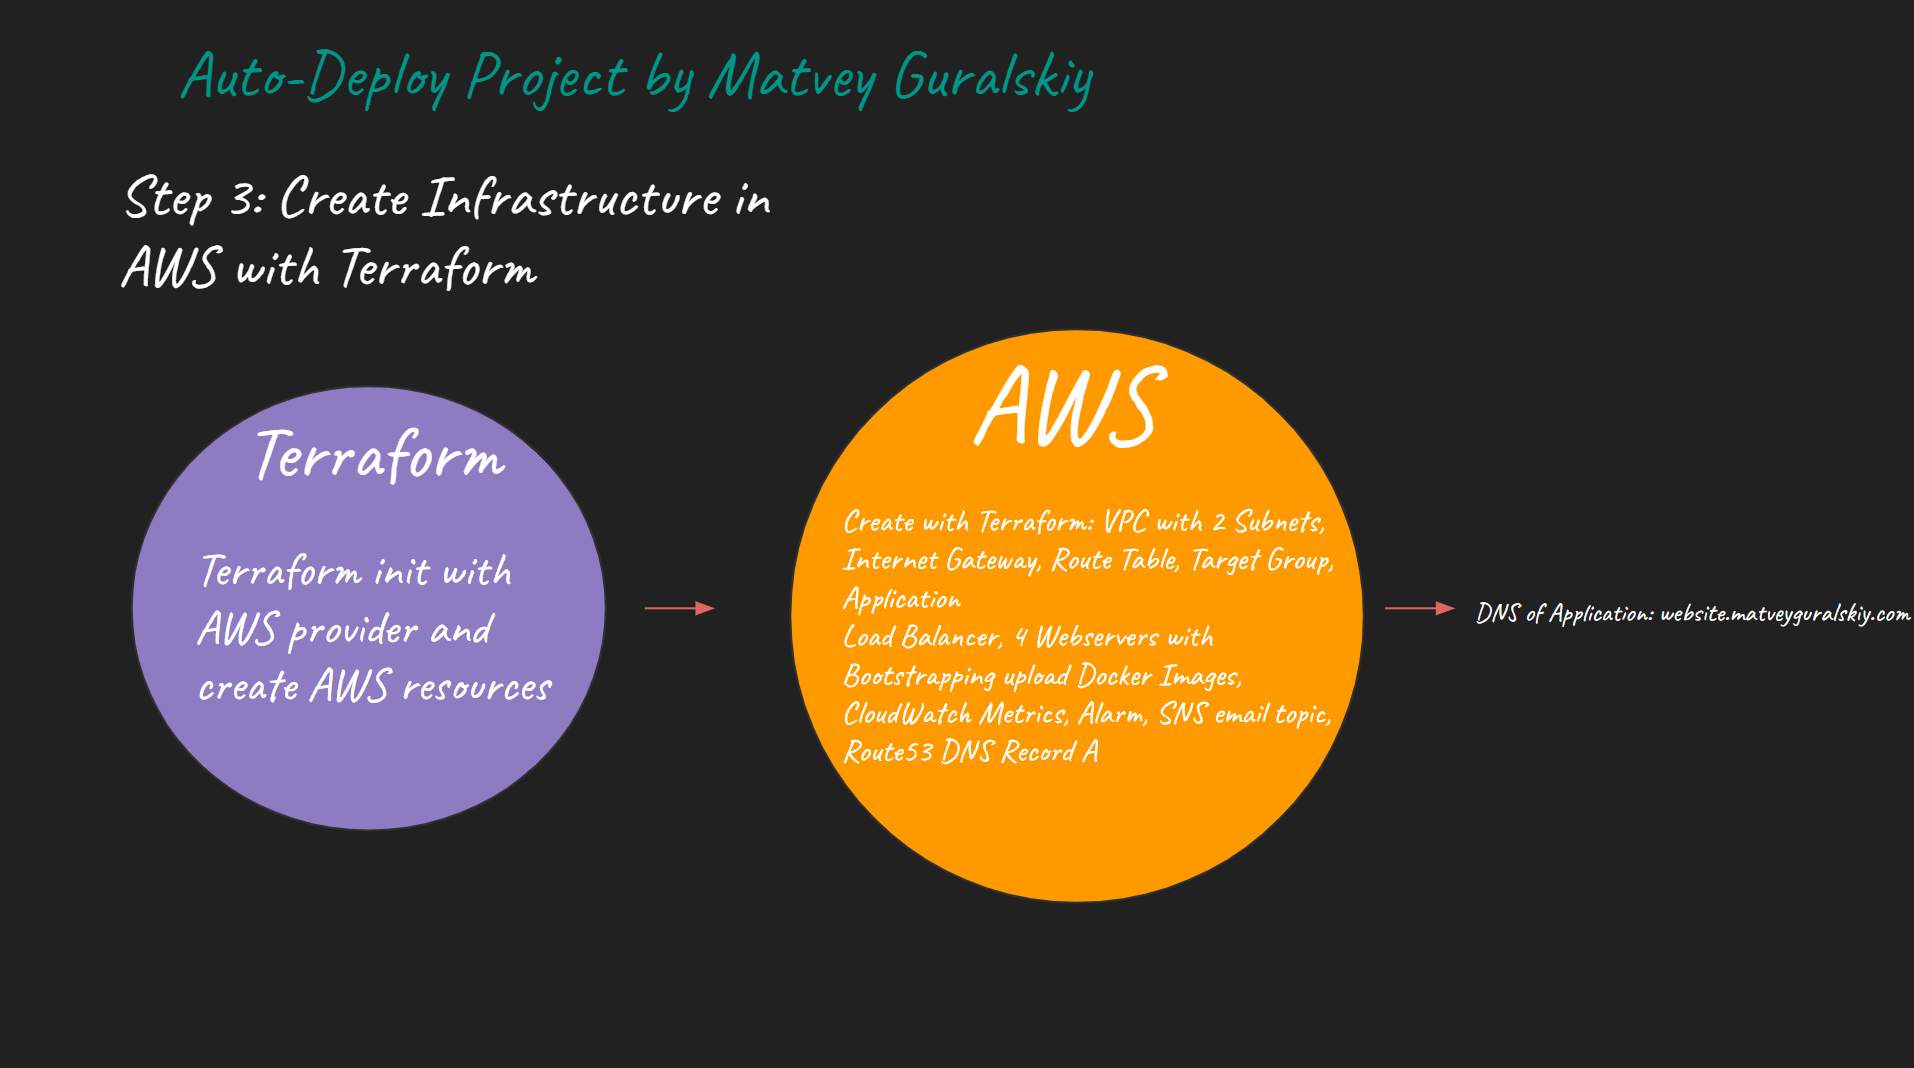 Auto-Deploy Project by Matvey Guralskiy
Step 3: Create Infrastructure in
AWS with Terraform
Terraform
Terraform init with
AWS provider and
create AWS resources
AWS
Create with Terraform: VPC with 2 Subnets,
Internet Gateway, Route Table, Target Group,
Application
Load Balancer, 4 Webservers with
Bootstrapping upload Docker Images,
CloudWatch Metrics, Alarm, SNS email topic,
Route53 DNS Record A
DNS of Application: website.matveyguralskiy.com